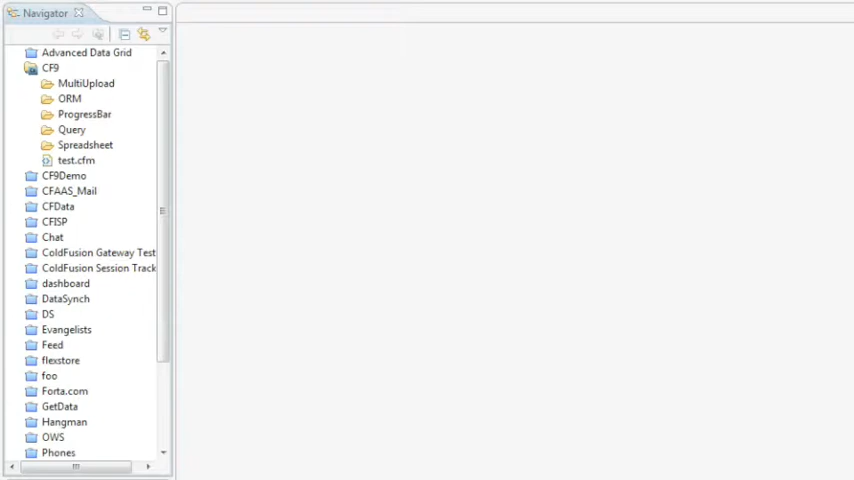 Navigator
Advanced Data Grid
CF9
MultiUpload
ORM
ProgressBar
Query
Spreadsheet
test.cfm
CF9Demo
CFAAS_Mail
CFData
CFISP
Chat
ColdFusion Gateway Test
ColdFusion Session Track
dashboard
DataSynch
DS
Evangelists
Feed
flexstore
foo
Forta.com
GetData
Hangman
OWS
Phones